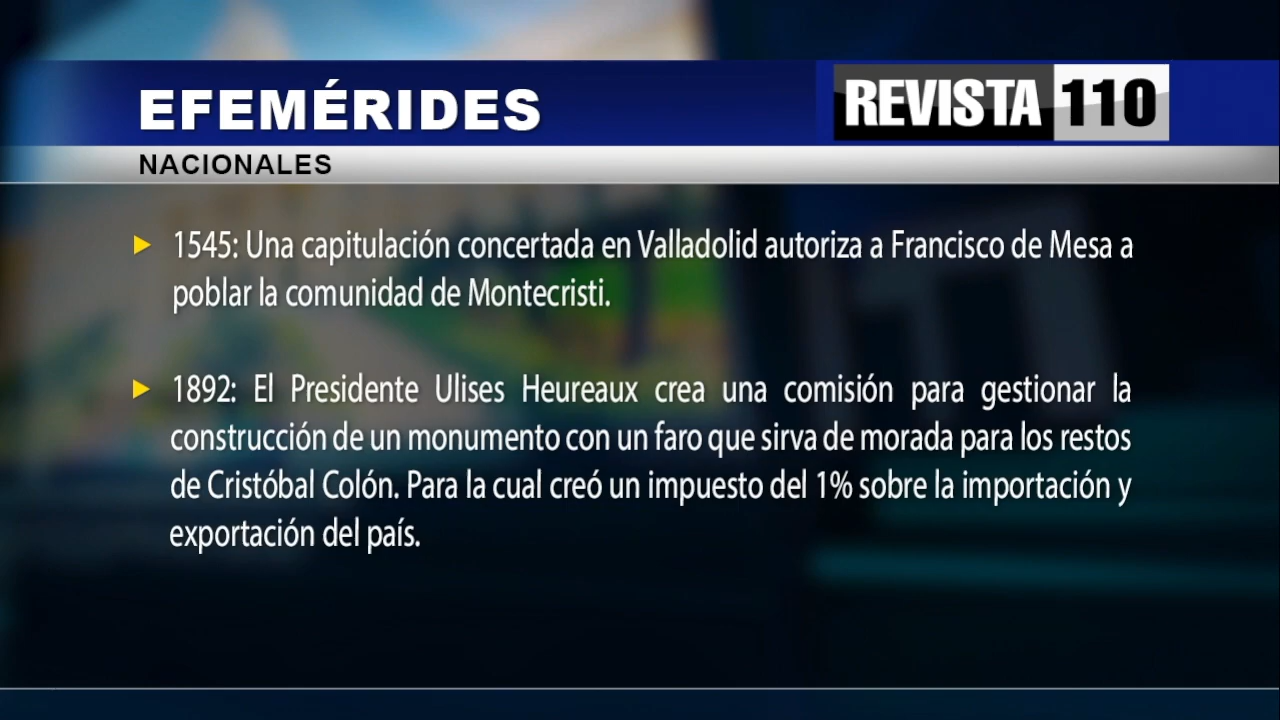 EFEMÉRIDES
REVISTA 110
NACIONALES
1545: Una capitulación concertada en Valladolid autoriza a Francisco de Mesa a
poblar la comunidad de Montecristi.
1892: El Presidente Ulises Heureaux crea una comisión para gestionar la
construcción de un monumento con un faro que sirva de morada para los restos
de Cristóbal Colón. Para la cual creó un impuesto del 1% sobre la importación y
exportación del país.